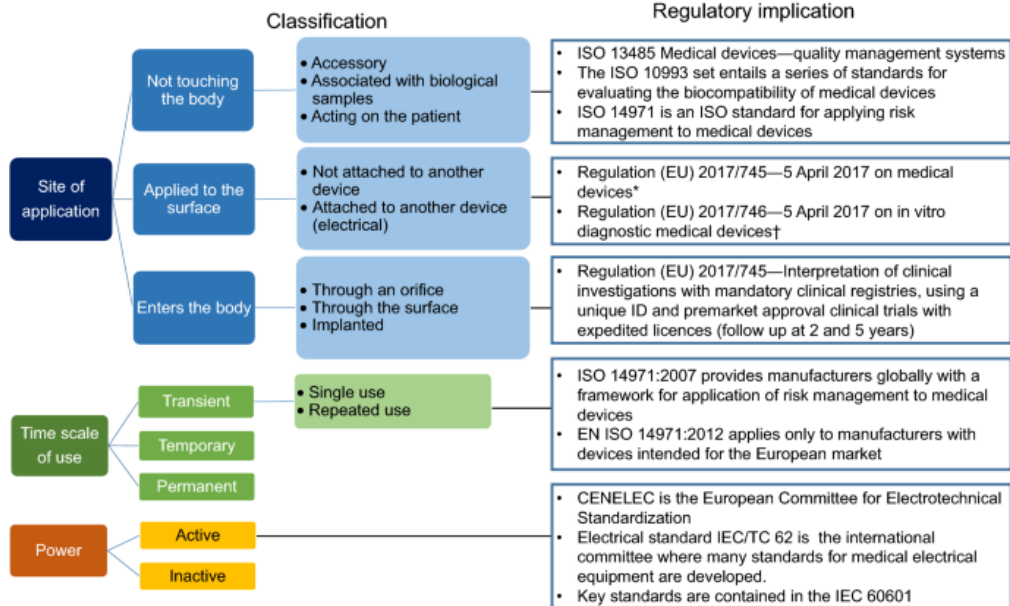 Classification
Regulatory implication
Site of
application
Not touching
the body
• Accessory
• Associated with biological
samples
• Acting on the patient
• ISO 13485 Medical devices—quality management systems
• The ISO 10993 set entails a series of standards for
evaluating the biocompatibility of medical devices
• ISO 14971 is an ISO standard for applying risk
management to medical devices
Applied to the
surface
• Not attached to another
device
• Attached to another device
(electrical)
• Regulation (EU) 2017/745—5 April 2017 on medical
devices*
• Regulation (EU) 2017/746—5 April 2017 on in vitro
diagnostic medical devices†
Enters the body
• Through an orifice
• Through the surface
• Implanted
• Regulation (EU) 2017/745—Interpretation of clinical
investigations with mandatory clinical registries, using a
unique ID and premarket approval clinical trials with
expedited licences (follow up at 2 and 5 years)
Time scale
of use
Transient
• Single use
• Repeated use
Temporary
Permanent
• ISO 14971:2007 provides manufacturers globally with a
framework for application of risk management to medical
devices
• EN ISO 14971:2012 applies only to manufacturers with
devices intended for the European market
Power
Active
Inactive
• CENELEC is the European Committee for Electrotechnical
Standardization
• Electrical standard IEC/TC 62 is the international
committee where many standards for medical electrical
equipment are developed.
• Key standards are contained in the IEC 60601